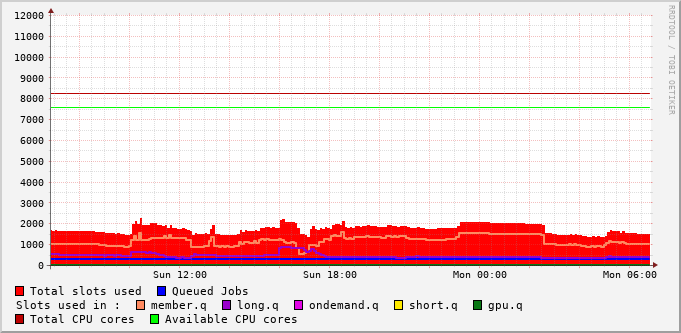 12000
11000
10000
9000
8000
7000
6000
5000
4000
3000
2000
1000
0
Sun 12:00 Sun 18:00 Mon 00:00 Mon 06:00
RRDTOOL / TOBI OETIKER
Total slots used Queued Jobs
Slots used in : member.q long.q ondemand.q short.q gpu.q
Total CPU cores Available CPU cores